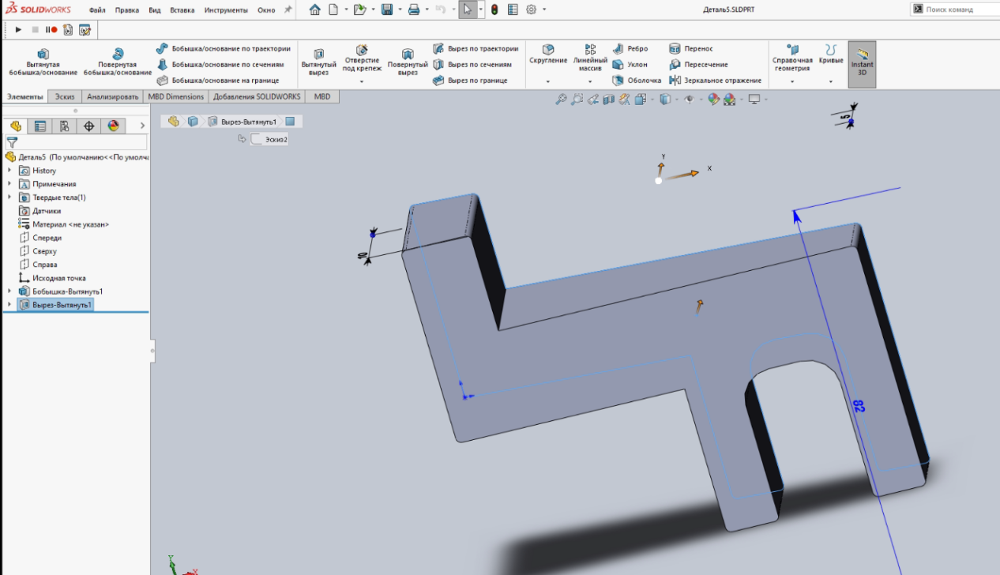 SOLIDWORKS Файл Правка Вид Вставка Инструменты Окно Деталь5.SLDPRT Поиск команд
Вытянутая бобышка/основание
Повернутая бобышка/основание
Бобышка/основание по траектории
Бобышка/основание по сечениям
Бобышка/основание на границе
Вытянутый вырез
Отверстие под крепеж
Повернутый вырез
Вырез по траектории
Вырез по сечениям
Вырез по границе
Скругление
Линейный массив
Ребро
Уклон
Оболочка
Перенос
Пересечение
Зеркальное отражение
Справочная геометрия
Кривые
Instant 3D
Элементы Эскиз Анализировать MBD Dimensions Добавления SOLIDWORKS MBD
Вырез-Вытянуть1
Эскиз2
Деталь5 (По умолчанию<<По умолча
History
Примечания
Твердые тела(1)
Датчики
Материал <не указан>
Спереди
Сверху
Справа
Исходная точка
Бобышка-Вытянуть1
Вырез-Вытянуть1
5
Y
X
10
82
Y
X